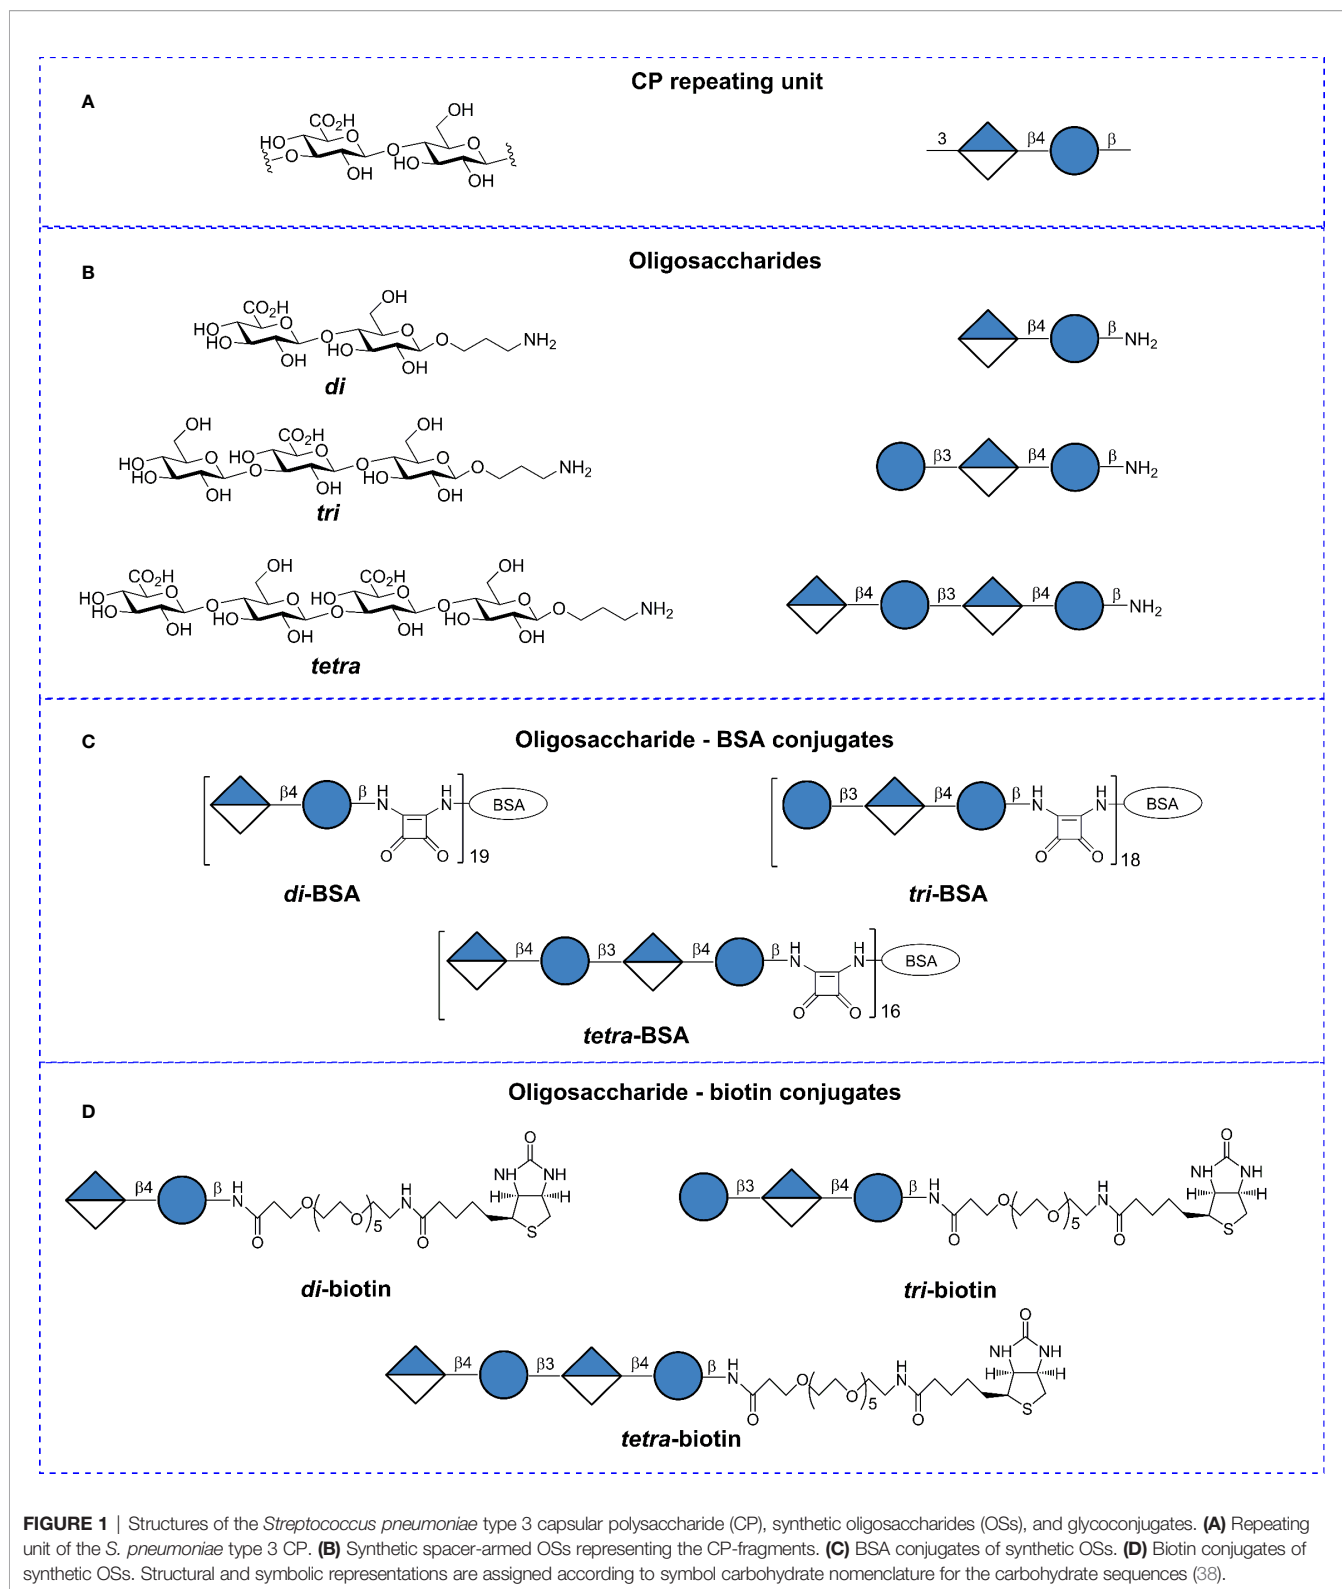 CP repeating unit
A
CO₂H
OH
HO
O
O
O
O
HO
OH
OH
3
β4
β
Oligosaccharides
B
OH
CO₂H
HO
HO
O
O
O
HO
O
NH₂
OH
OH
di
β4
β
NH₂
OH
OH
CO₂H
HO
HO
HO
O
O
O
O
O
HO
O
NH₂
OH
OH
OH
tri
β3
β4
β
NH₂
OH
OH
CO₂H
CO₂H
HO
HO
O
O
O
O
O
O
O
O
NH₂
OH
HO
OH
HO
OH
HO
OH
tetra
β4
β3
β4
β
NH₂
Oligosaccharide - BSA conjugates
C
β4
β
H
N
H
N
BSA
O
O
19
di-BSA
β3
β4
β
H
N
H
N
BSA
O
O
18
tri-BSA
β4
β3
β4
β
H
N
H
N
BSA
O
O
16
tetra-BSA
Oligosaccharide - biotin conjugates
D
β4
β
N
H
O
O
O
5
H
N
O
O
NH
NH
H
H
S
di-biotin
β3
β4
β
H
N
O
O
O
5
H
N
O
O
NH
NH
H
H
S
tri-biotin
β4
β3
β4
β
H
N
O
O
O
5
H
N
O
O
NH
NH
H
H
S
tetra-biotin
FIGURE 1 | Structures of the Streptococcus pneumoniae type 3 capsular polysaccharide (CP), synthetic oligosaccharides (OSs), and glycoconjugates. (A) Repeating
unit of the S. pneumoniae type 3 CP. (B) Synthetic spacer-armed OSs representing the CP-fragments. (C) BSA conjugates of synthetic OSs. (D) Biotin conjugates of
synthetic OSs. Structural and symbolic representations are assigned according to symbol carbohydrate nomenclature for the carbohydrate sequences (38).